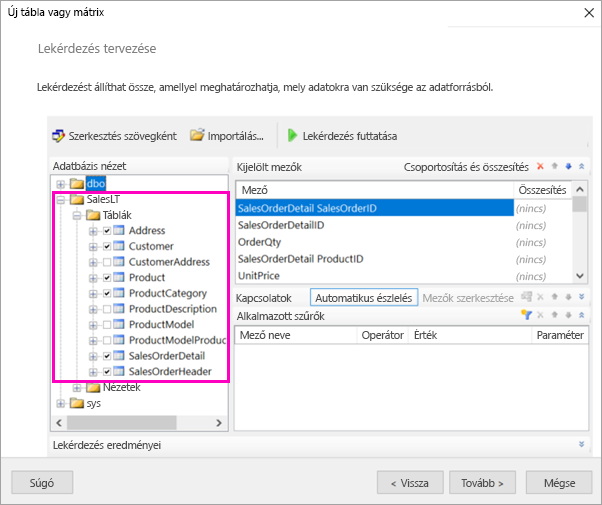 Új tábla vagy mátrix
Lekérdezés tervezése
Lekérdezést állíthat össze, amellyel meghatározhatja, mely adatokra van szüksége az adatforrásból.
Szerkesztés szövegként Importálás... Lekérdezés futtatása
Adatbázis nézet
dbo
SalesLT
Táblák
Address
Customer
CustomerAddress
Product
ProductCategory
ProductDescription
ProductModel
ProductModelProduc
SalesOrderDetail
SalesOrderHeader
Nézetek
sys
Kijelölt mezők Csoportosítás és összesítés
Mező Összesítés
SalesOrderDetail SalesOrderID (nincs)
SalesOrderDetailID (nincs)
OrderQty (nincs)
SalesOrderDetail ProductID (nincs)
UnitPrice (nincs)
Kapcsolatok Automatikus észlelés Mezők szerkesztése
Alkalmazott szűrők
Mező neve Operátor Érték Paraméter
Lekérdezés eredményei
Súgó < Vissza Tovább > Mégse